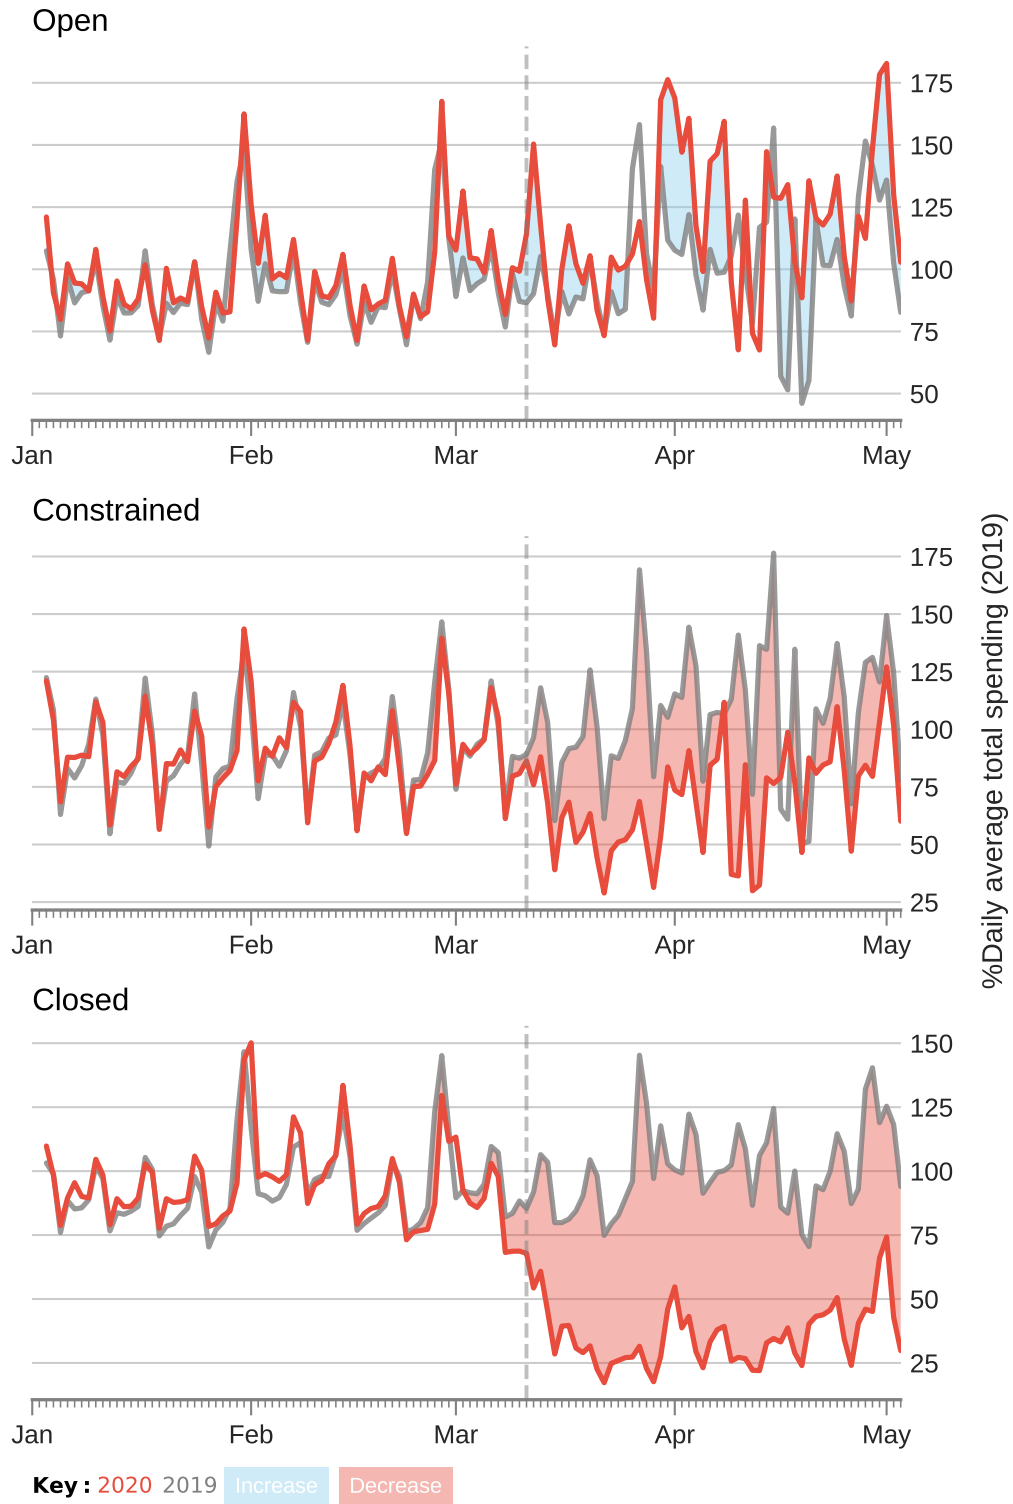 Open
175
150
125
100
75
50
Jan Feb Mar Apr May
Constrained
175
150
125
100
75
50
25
Jan Feb Mar Apr May
%Daily average total spending (2019)
Closed
150
125
100
75
50
25
Jan Feb Mar Apr May
Key: 2020 2019 Increase Decrease